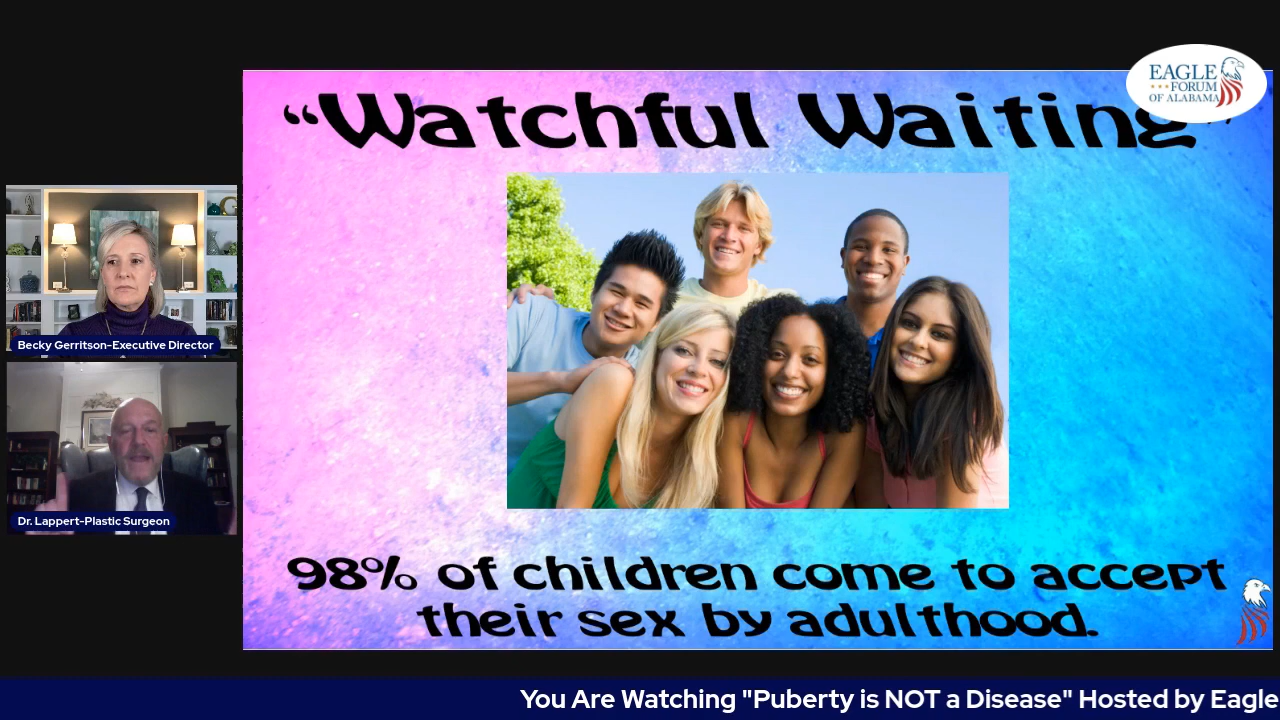 “Watchful Waiting”
EAGLE
FORUM
OF ALABAMA
Becky Gerritson-Executive Director
Dr. Lappert-Plastic Surgeon
98% of children come to accept
their sex by adulthood.
You Are Watching "Puberty is NOT a Disease" Hosted by Eagle